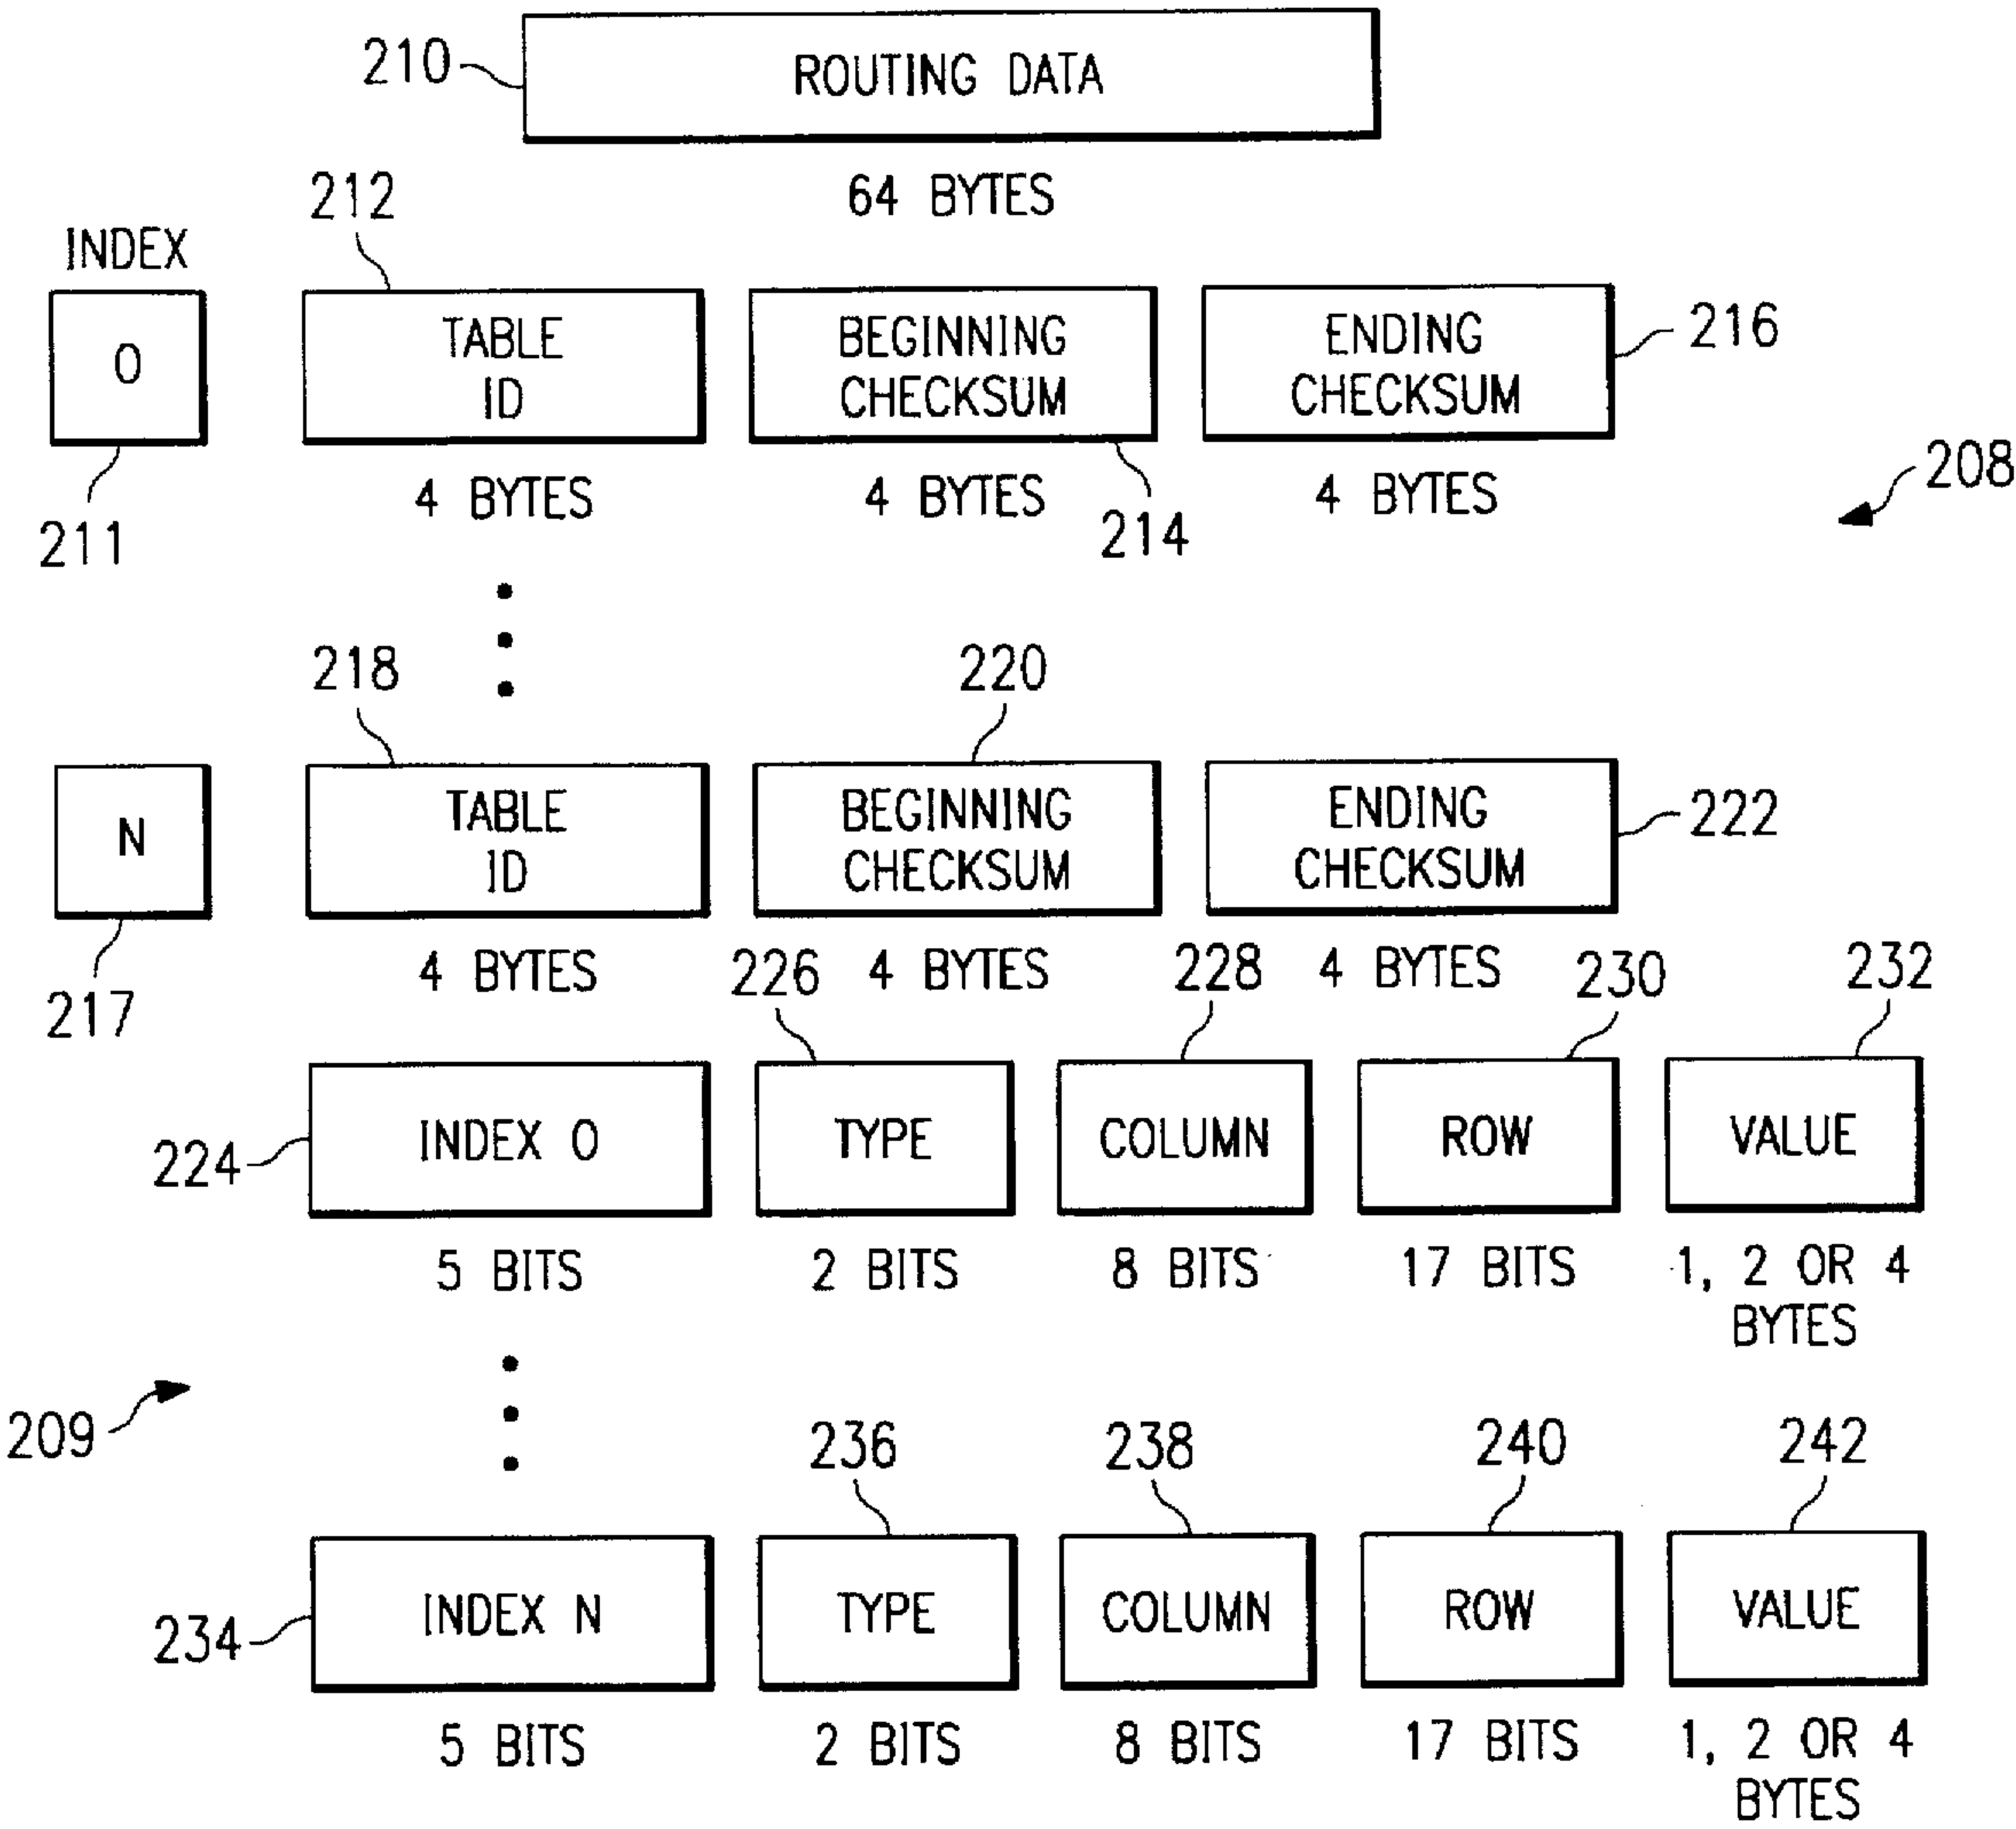 210
ROUTING DATA
64 BYTES
212
INDEX
0
TABLE
ID
BEGINNING
CHECKSUM
ENDING
CHECKSUM
216
208
4 BYTES
4 BYTES
4 BYTES
211
214
218
220
N
TABLE
ID
BEGINNING
CHECKSUM
ENDING
CHECKSUM
222
4 BYTES
4 BYTES
4 BYTES
217
226
228
230
232
224
INDEX 0
TYPE
COLUMN
ROW
VALUE
5 BITS
2 BITS
8 BITS
17 BITS
1, 2 OR 4
BYTES
209
236
238
240
242
234
INDEX N
TYPE
COLUMN
ROW
VALUE
5 BITS
2 BITS
8 BITS
17 BITS
1, 2 OR 4
BYTES